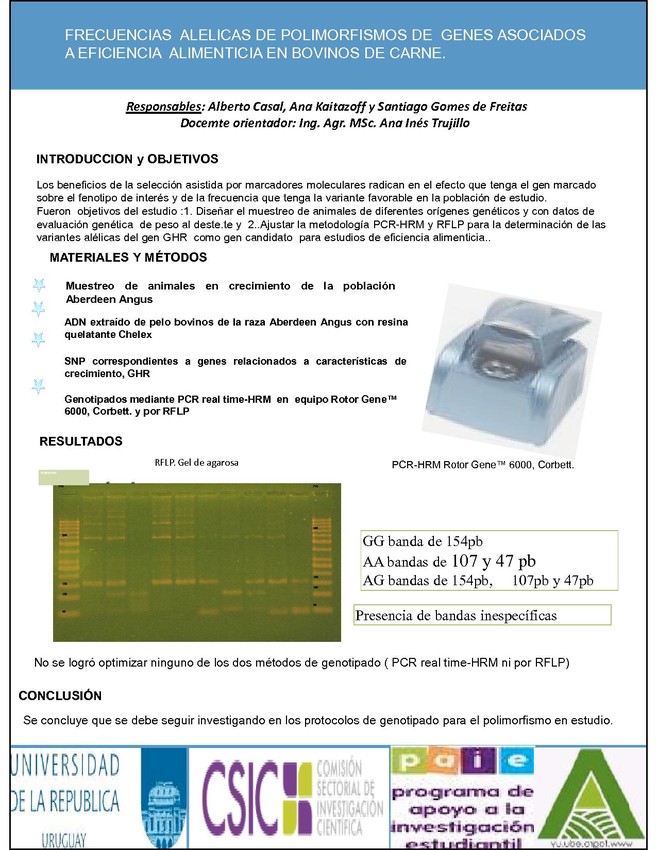 FRECUENCIAS ALELICAS DE POLIMORFISMOS DE GENES ASOCIADOS
A EFICIENCIA ALIMENTICIA EN BOVINOS DE CARNE.
Responsables: Alberto Casal, Ana Kaitazoff y Santiago Gomes de Freitas
Docemte orientador: Ing. Agr. MSc. Ana Inés Trujillo
INTRODUCCION y OBJETIVOS
Los beneficios de la selección asistida por marcadores moleculares radican en el efecto que tenga el gen marcado
sobre el fenotipo de interés y de la frecuencia que tenga la variante favorable en la población de estudio.
Fueron objetivos del estudio :1. Diseñar el muestreo de animales de diferentes orígenes genéticos y con datos de
evaluación genética de peso al deste.te y 2..Ajustar la metodología PCR-HRM y RFLP para la determinación de las
variantes alélicas del gen GHR como gen candidato para estudios de eficiencia alimenticia..
MATERIALES Y MÉTODOS
Muestreo de animales en crecimiento de la población
Aberdeen Angus
ADN extraído de pelo bovinos de la raza Aberdeen Angus con resina
quelatante Chelex
SNP correspondientes a genes relacionados a características de
crecimiento, GHR
Genotipados mediante PCR real time-HRM en equipo Rotor Gene™
6000, Corbett. y por RFLP
RESULTADOS
RFLP. Gel de agarosa
PCR-HRM Rotor Gene™ 6000, Corbett.
GG banda de 154pb
AA bandas de 107 y 47 pb
AG bandas de 154pb, 107pb y 47pb
Presencia de bandas inespecíficas
No se logró optimizar ninguno de los dos métodos de genotipado ( PCR real time-HRM ni por RFLP)
CONCLUSIÓN
Se concluye que se debe seguir investigando en los protocolos de genotipado para el polimorfismo en estudio.
UNIVERSIDAD
DE LA REPUBLICA
URUGUAY
CSIC
COMISIÓN
SECTORIAL DE
INVESTIGACIÓN
CIENTÍFICA
paie
programa de
apoyo a la
investigación
estudiantil